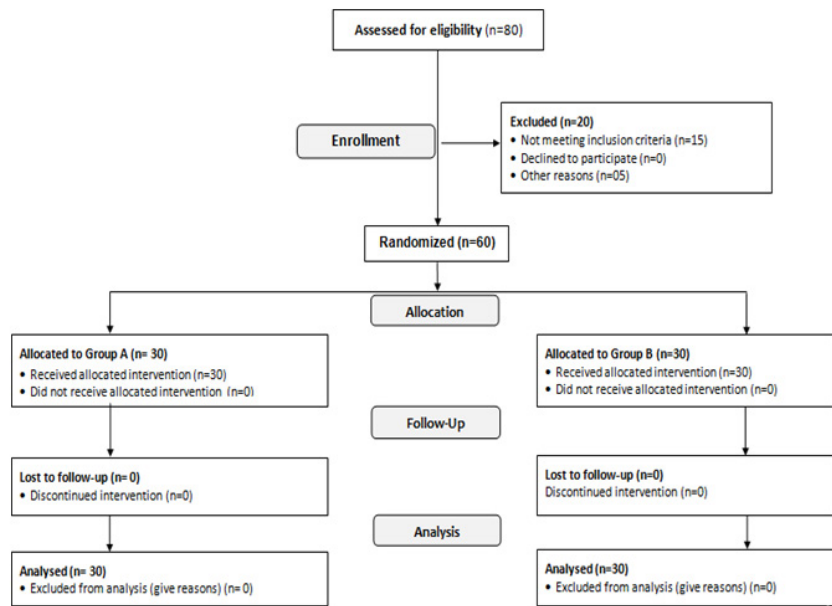 Assessed for eligibility (n=80)
Enrollment
Excluded (n=20)
• Not meeting inclusion criteria (n=15)
• Declined to participate (n=0)
• Other reasons (n=05)
Randomized (n=60)
Allocation
Allocated to Group A (n= 30)
• Received allocated intervention (n=30)
• Did not receive allocated intervention (n=0)
Allocated to Group B (n=30)
• Received allocated intervention (n=30)
• Did not receive allocated intervention (n=0)
Follow-Up
Lost to follow-up (n= 0)
• Discontinued intervention (n=0)
Lost to follow-up (n=0)
Discontinued intervention (n=0)
Analysis
Analysed (n= 30)
• Excluded from analysis (give reasons) (n= 0)
Analysed (n=30)
• Excluded from analysis (give reasons) (n=0)